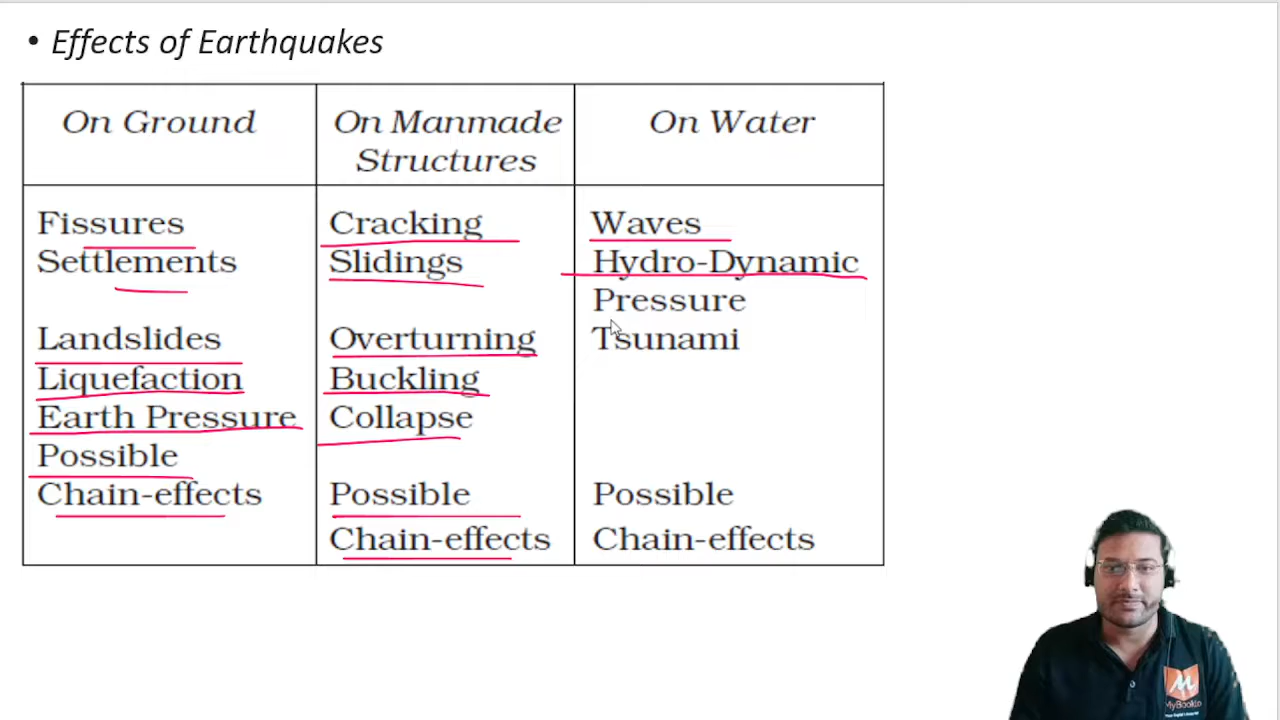 • Effects of Earthquakes
On Ground
On Manmade
Structures
On Water
Fissures
Settlements
Landslides
Liquefaction
Earth Pressure
Possible
Chain-effects
Cracking
Slidings
Overturning
Buckling
Collapse
Possible
Chain-effects
Waves
Hydro-Dynamic
Pressure
Tsunami
Possible
Chain-effects